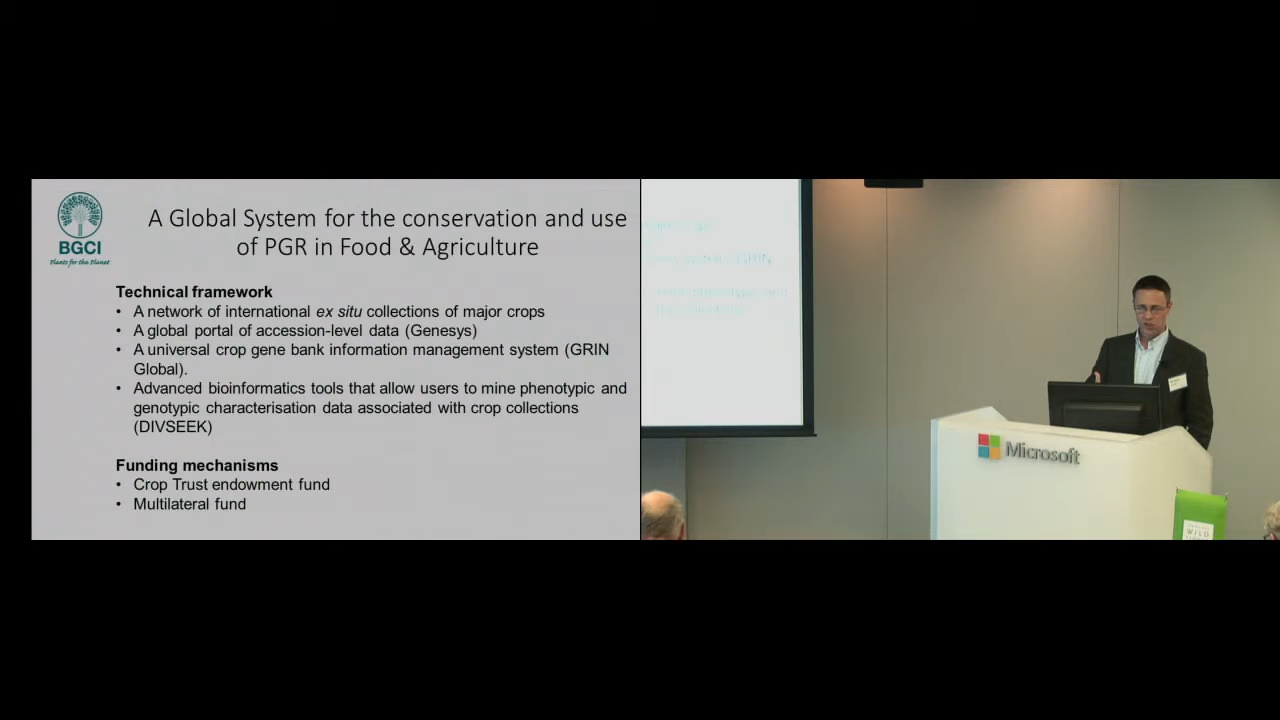 BGCI
Plants for the Planet
A Global System for the conservation and use
of PGR in Food & Agriculture
Technical framework
• A network of international ex situ collections of major crops
• A global portal of accession-level data (Genesys)
• A universal crop gene bank information management system (GRIN
Global).
• Advanced bioinformatics tools that allow users to mine phenotypic and
genotypic characterisation data associated with crop collections
(DIVSEEK)
Funding mechanisms
• Crop Trust endowment fund
• Multilateral fund
Microsoft
WILD